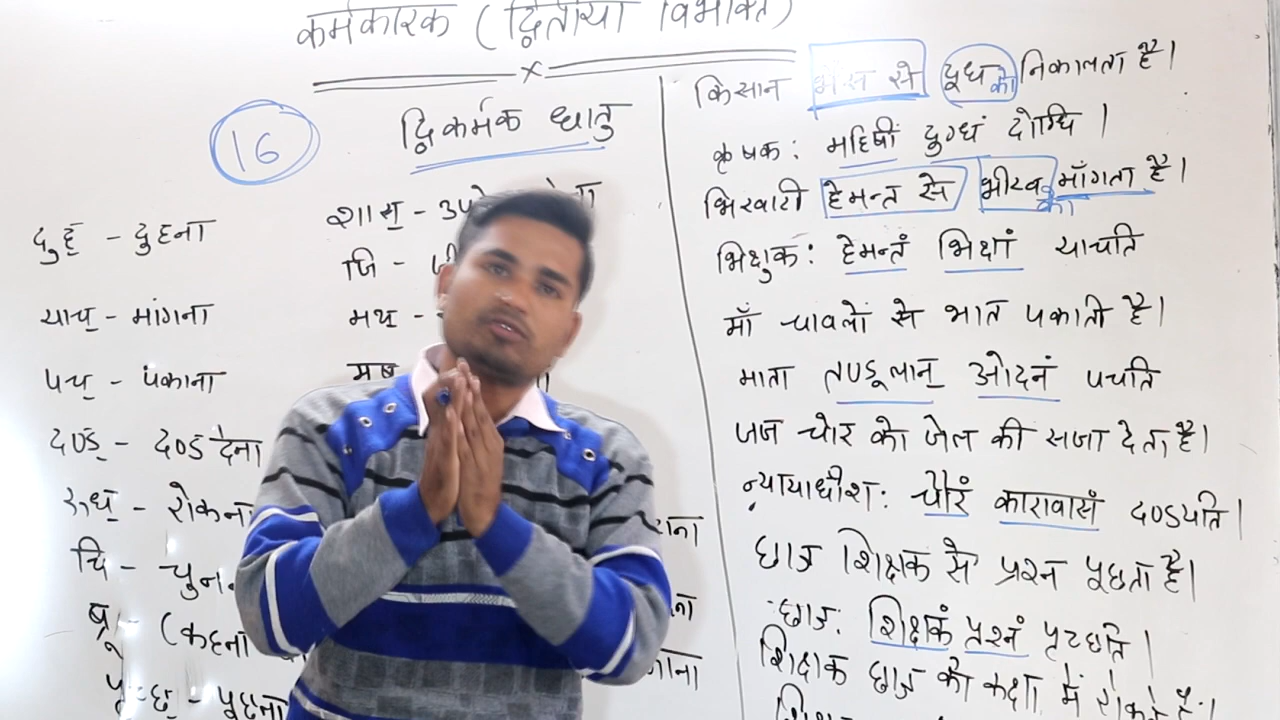 कर्मकारक (द्वितीया विभक्ति)
16
द्विकर्मक धातु
दुह् - दुहना
याच् - मांगना
पच् - पकाना
दण्ड् - दण्ड देना
रुध् - रोकना
चि - चुन
ब्रू - (कहना
पृच्छ् - पूछना
शास् -
जि -
मथ् -
मुष्
किसान भैंस से दूध को निकालता है।
कृषक: महिषीं दुग्धं दोग्धि।
भिखारी हेमन्त से भीख का माँगता है।
भिक्षुक: हेमन्तं भिक्षां याचति
माँ चावलों से भात पकाती है।
माता तण्डूलान् ओदनं पचति
जज चोर को जेल की सजा देता है।
न्यायाधीश: चौरं कारावासं दण्डयति।
छात्र शिक्षक से प्रश्न पूछता है।
छात्र: शिक्षकं प्रश्नं पृच्छति।
शिक्षक छात्र को कक्षा में रोकते हैं।